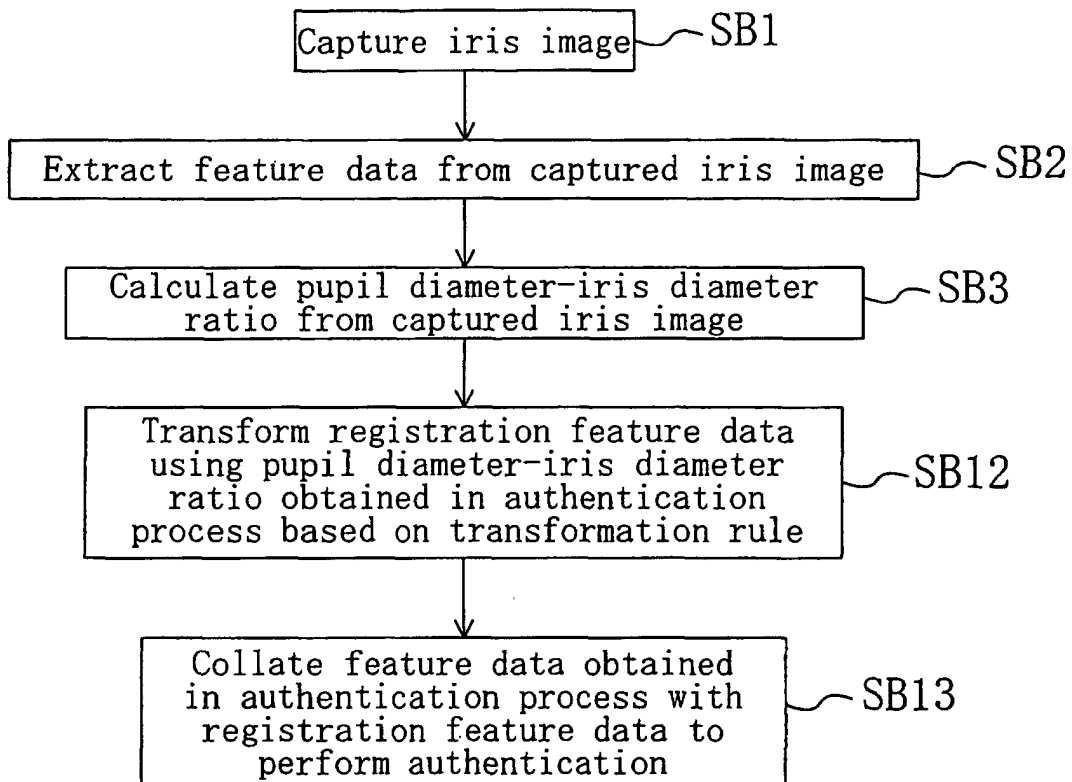 Capture iris image
SB1
Extract feature data from captured iris image
SB2
Calculate pupil diameter-iris diameter
ratio from captured iris image
SB3
Transform registration feature data
using pupil diameter-iris diameter
ratio obtained in authentication
process based on transformation rule
SB12
Collate feature data obtained
in authentication process with
registration feature data to
perform authentication
SB13